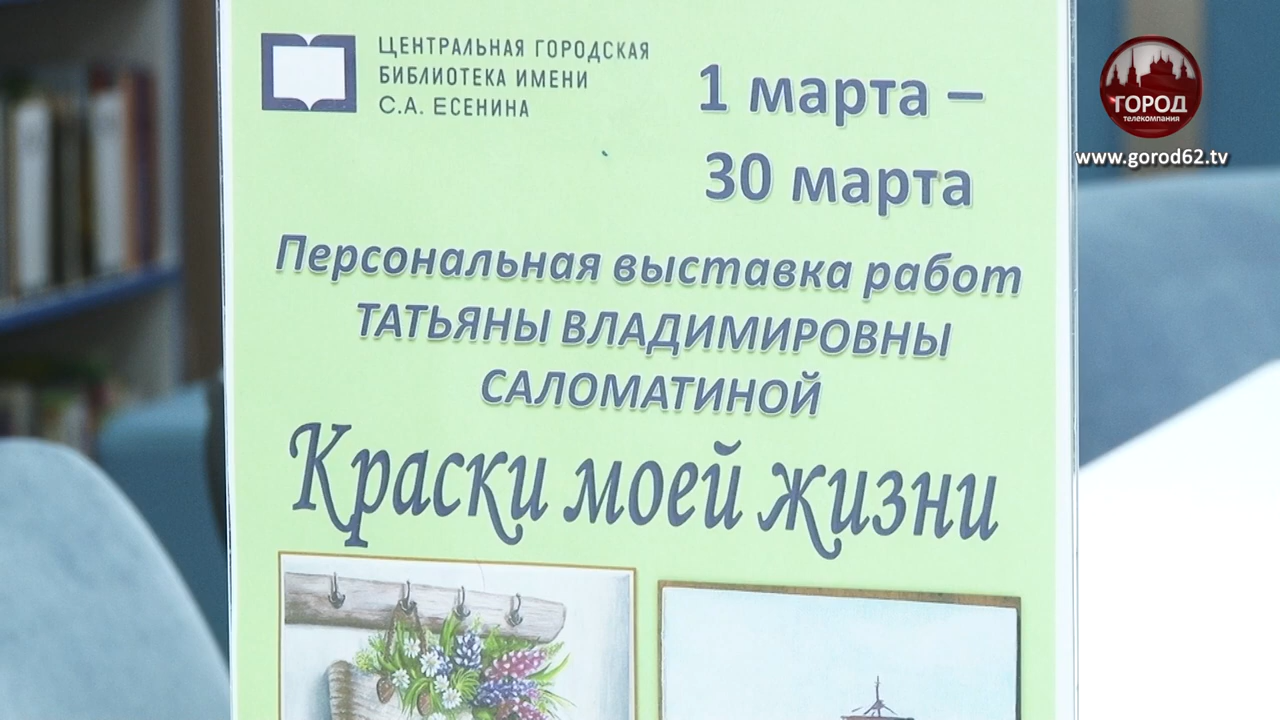 ЦЕНТРАЛЬНАЯ ГОРОДСКАЯ
БИБЛИОТЕКА ИМЕНИ
С.А. ЕСЕНИНА
1 марта –
30 марта
Персональная выставка работ
ТАТЬЯНЫ ВЛАДИМИРОВНЫ
САЛОМАТИНОЙ
Краски моей жизни
ГОРОД
телекомпания
www.gorod62.tv